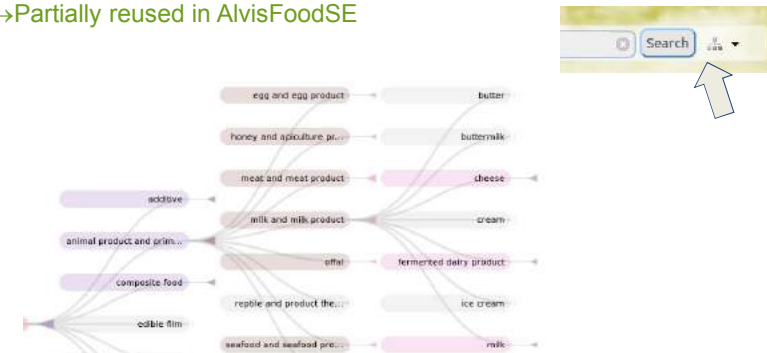 →Partially reused in AlvisFoodSE
Search
egg and egg product
butter
honey and apiculture pr...
buttermilk
meat and meat product
cheese
additive
milk and milk product
cream
animal product and prim...
offal
fermented dairy product
composite food
reptile and product the...
ice cream
edible film
seafood and seafood pro...
milk